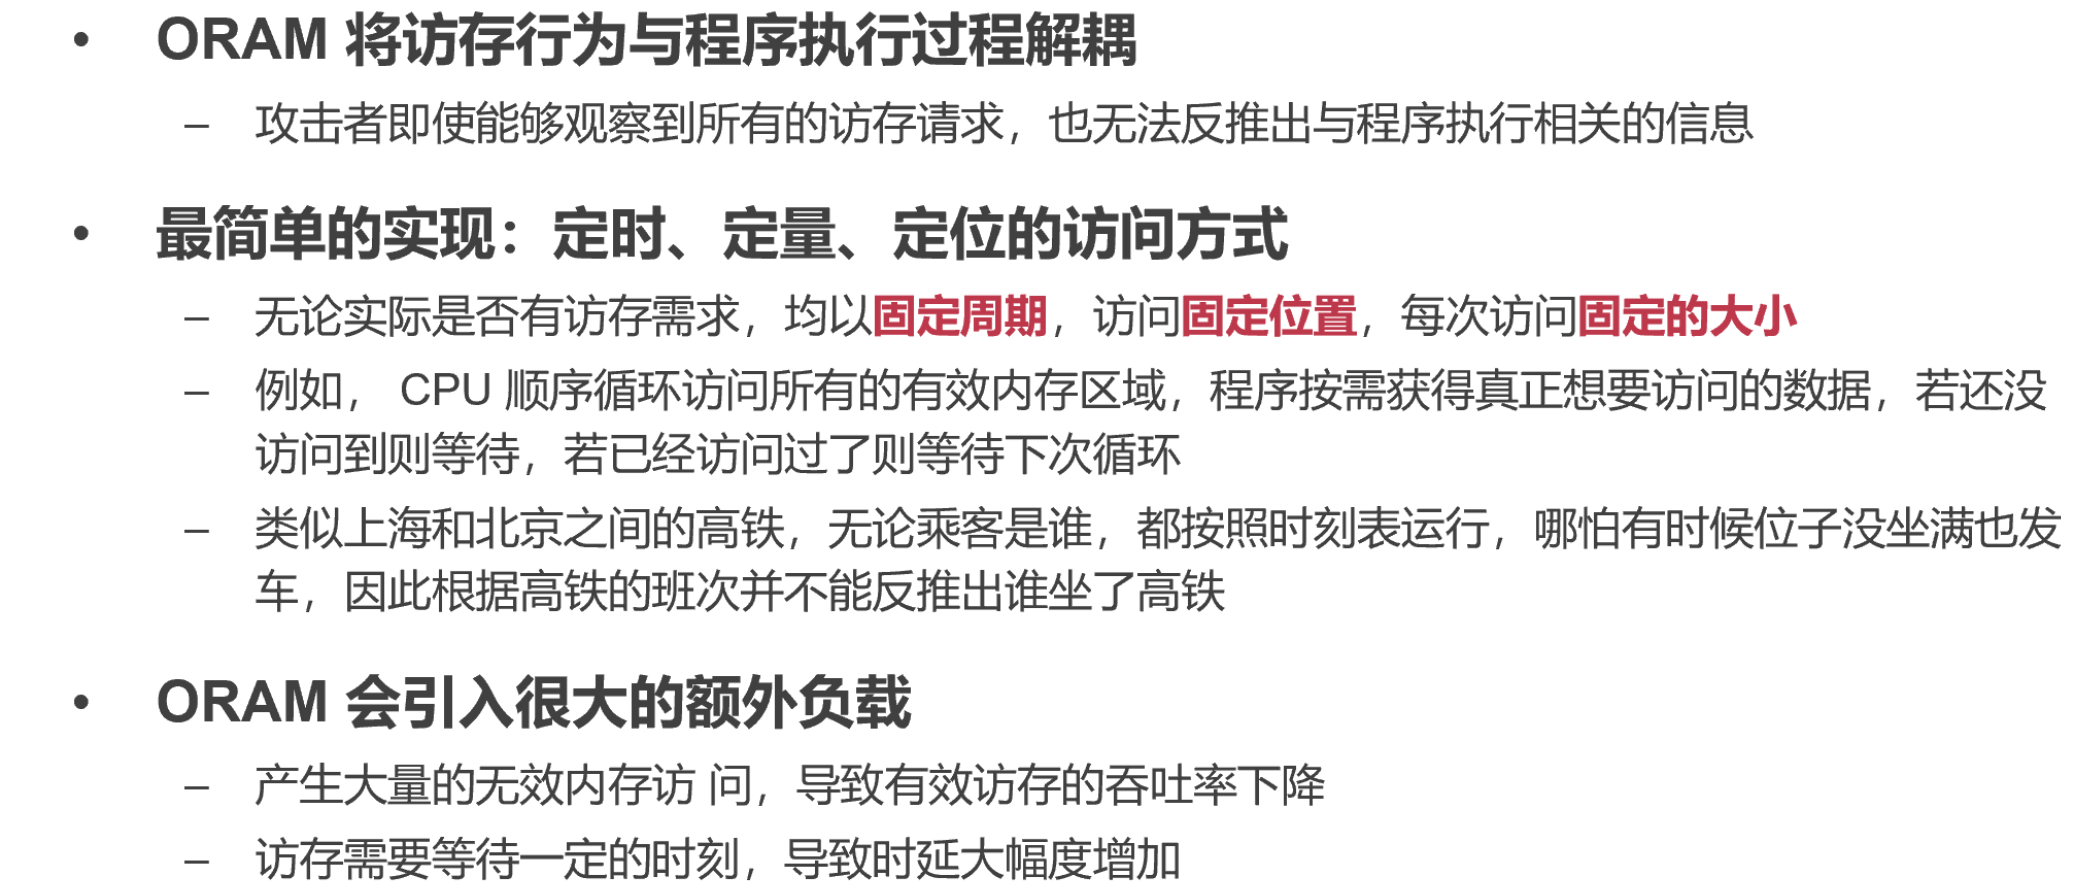 • ORAM 将访存行为与程序执行过程解耦
– 攻击者即使能够观察到所有的访存请求，也无法反推出与程序执行相关的信息
• 最简单的实现：定时、定量、定位的访问方式
– 无论实际是否有访存需求，均以固定周期，访问固定位置，每次访问固定的大小
– 例如， CPU 顺序循环访问所有的有效内存区域，程序按需获得真正想要访问的数据，若还没
访问到则等待，若已经访问过了则等待下次循环
– 类似上海和北京之间的高铁，无论乘客是谁，都按照时刻表运行，哪怕有时候位子没坐满也发
车，因此根据高铁的班次并不能反推出谁坐了高铁
• ORAM 会引入很大的额外负载
– 产生大量的无效内存访 问，导致有效访存的吞吐率下降
– 访存需要等待一定的时刻，导致时延大幅度增加